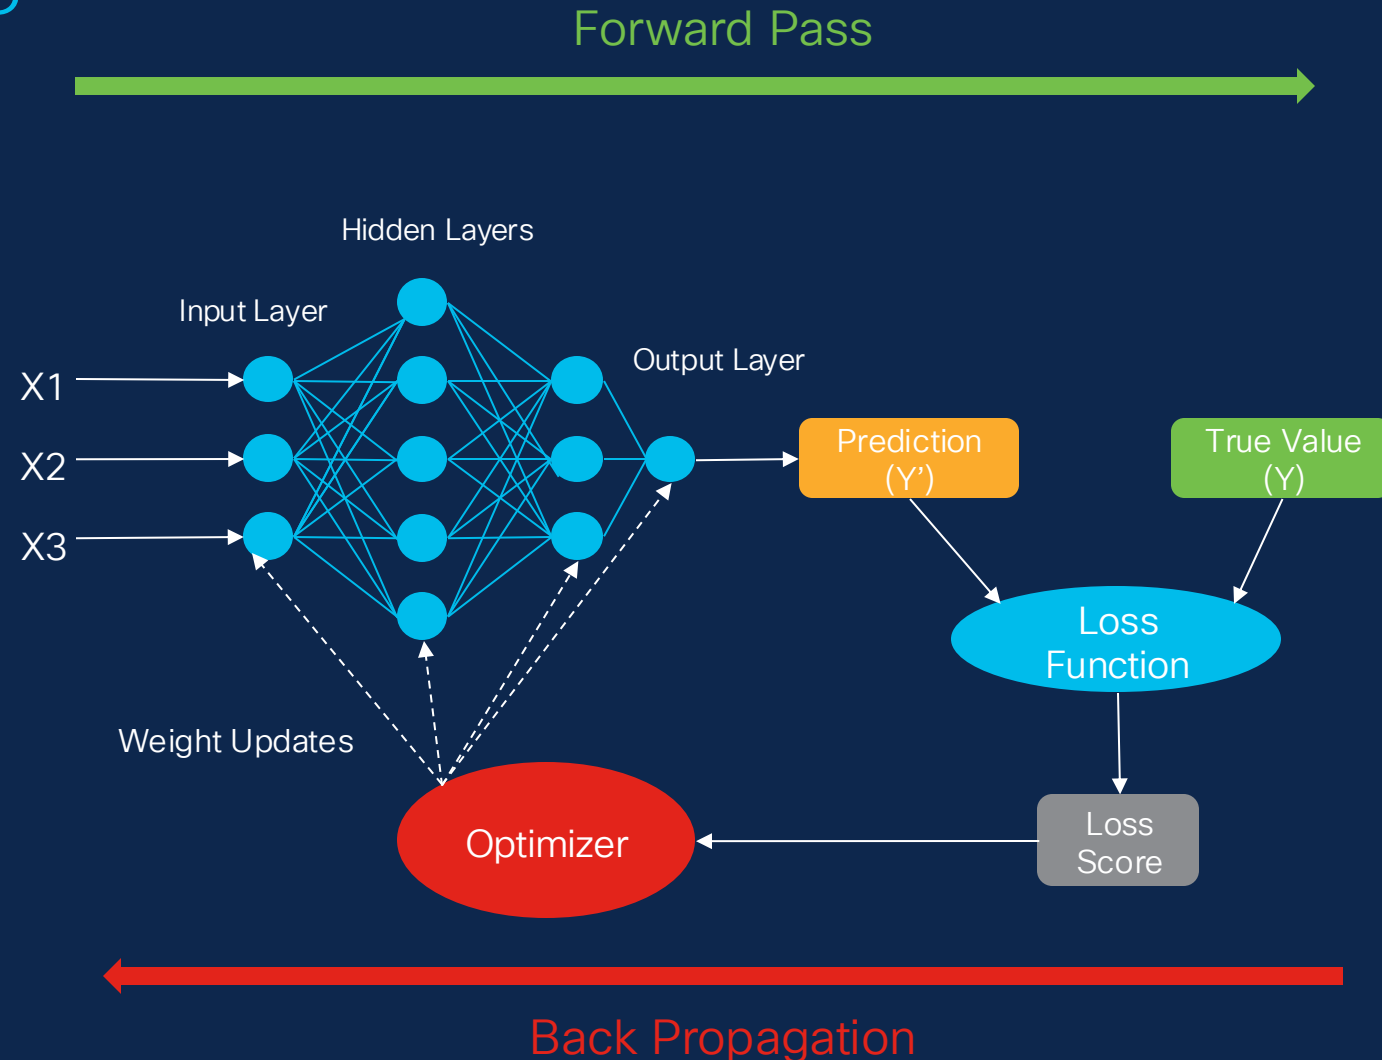 Forward Pass
Hidden Layers
Input Layer
Output Layer
X1
X2
X3
Prediction
(Y’)
True Value
(Y)
Loss
Function
Weight Updates
Optimizer
Loss
Score
Back Propagation